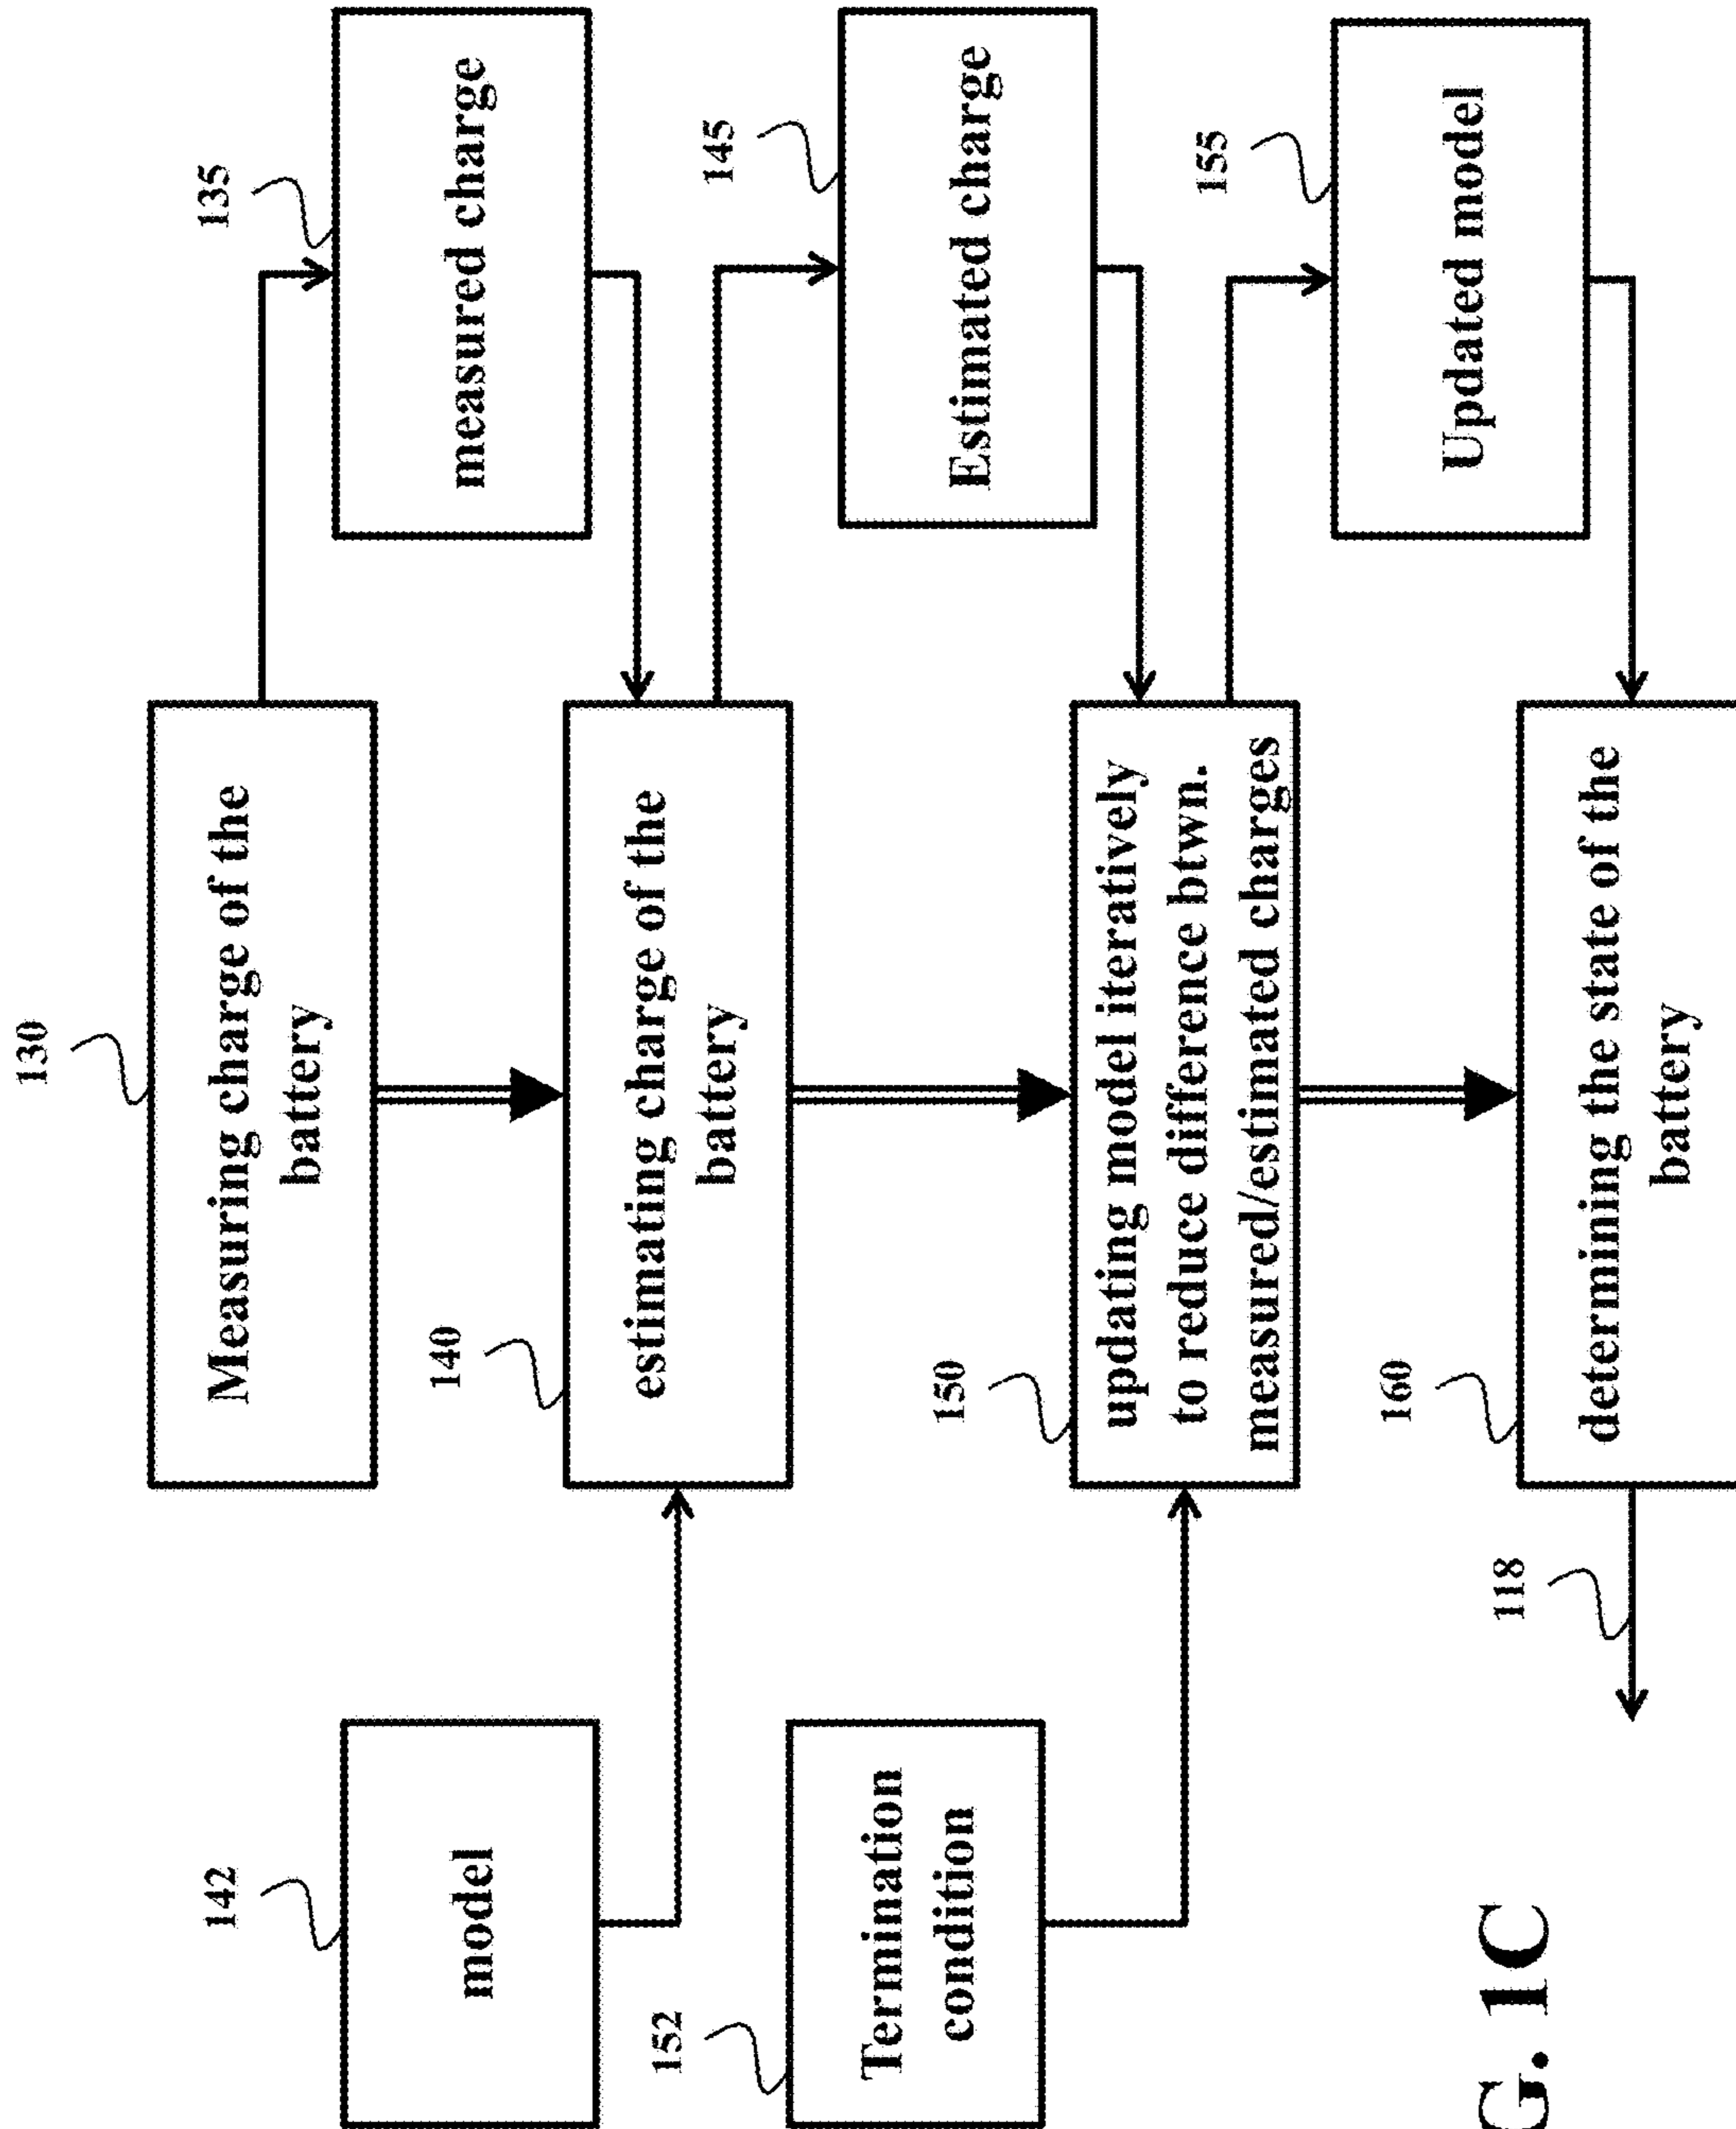 130
Measuring charge of the
battery
135
measured charge
142
model
140
estimating charge of the
battery
145
Estimated charge
152
Termination
condition
150
updating model iteratively
to reduce difference btwn.
measured/estimated charges
155
Updated model
160
determining the state of the
battery
118
G. 1C